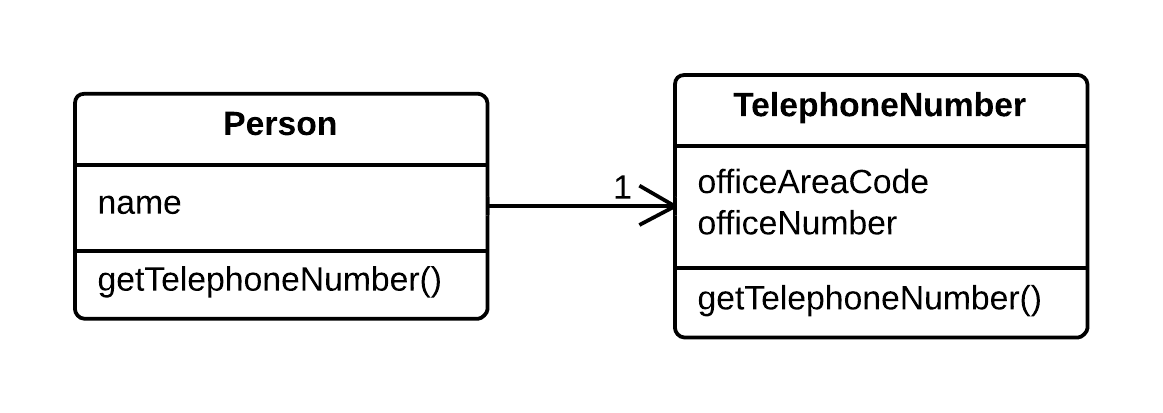 Person
name
getTelephoneNumber()
1
TelephoneNumber
officeAreaCode
officeNumber
getTelephoneNumber()